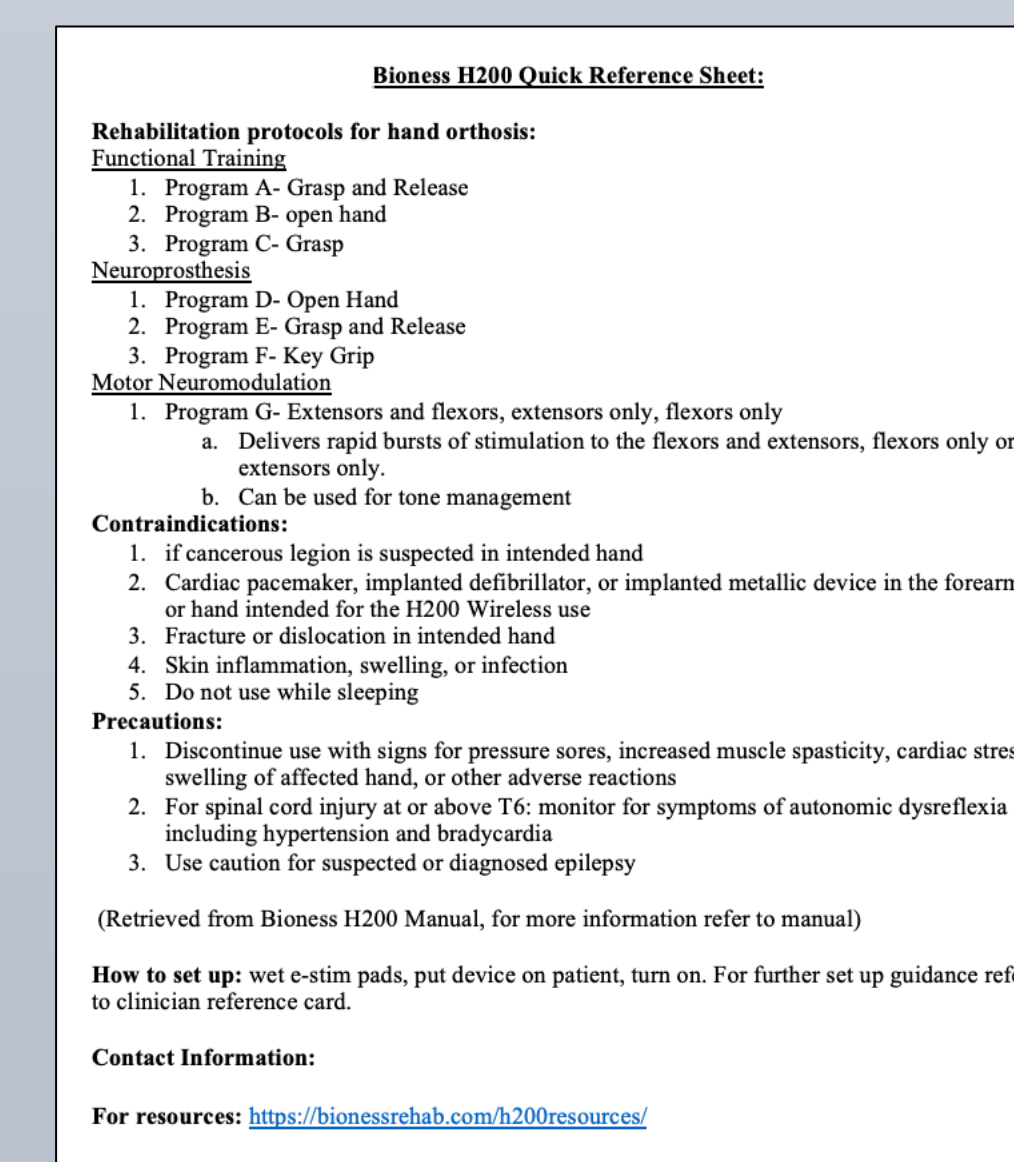 Bioness H200 Quick Reference Sheet:
Rehabilitation protocols for hand orthosis:
Functional Training
1. Program A- Grasp and Release
2. Program B- open hand
3. Program C- Grasp
Neuroprosthesis
1. Program D- Open Hand
2. Program E- Grasp and Release
3. Program F- Key Grip
Motor Neuromodulation
1. Program G- Extensors and flexors, extensors only, flexors only
a. Delivers rapid bursts of stimulation to the flexors and extensors, flexors only or
extensors only.
b. Can be used for tone management
Contraindications:
1. if cancerous legion is suspected in intended hand
2. Cardiac pacemaker, implanted defibrillator, or implanted metallic device in the forearm
or hand intended for the H200 Wireless use
3. Fracture or dislocation in intended hand
4. Skin inflammation, swelling, or infection
5. Do not use while sleeping
Precautions:
1. Discontinue use with signs for pressure sores, increased muscle spasticity, cardiac stres
swelling of affected hand, or other adverse reactions
2. For spinal cord injury at or above T6: monitor for symptoms of autonomic dysreflexia
including hypertension and bradycardia
3. Use caution for suspected or diagnosed epilepsy
(Retrieved from Bioness H200 Manual, for more information refer to manual)
How to set up: wet e-stim pads, put device on patient, turn on. For further set up guidance ref
to clinician reference card.
Contact Information:
For resources: https://bionessrehab.com/h200resources/